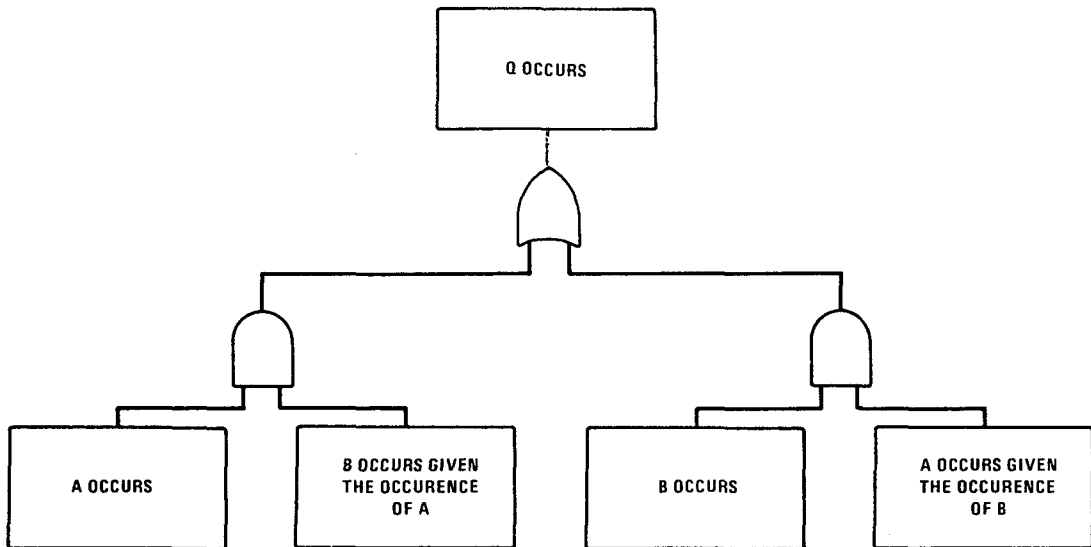 Q OCCURS
A OCCURS
B OCCURS GIVEN
THE OCCURENCE
OF A
B OCCURS
A OCCURS GIVEN
THE OCCURENCE
OF B